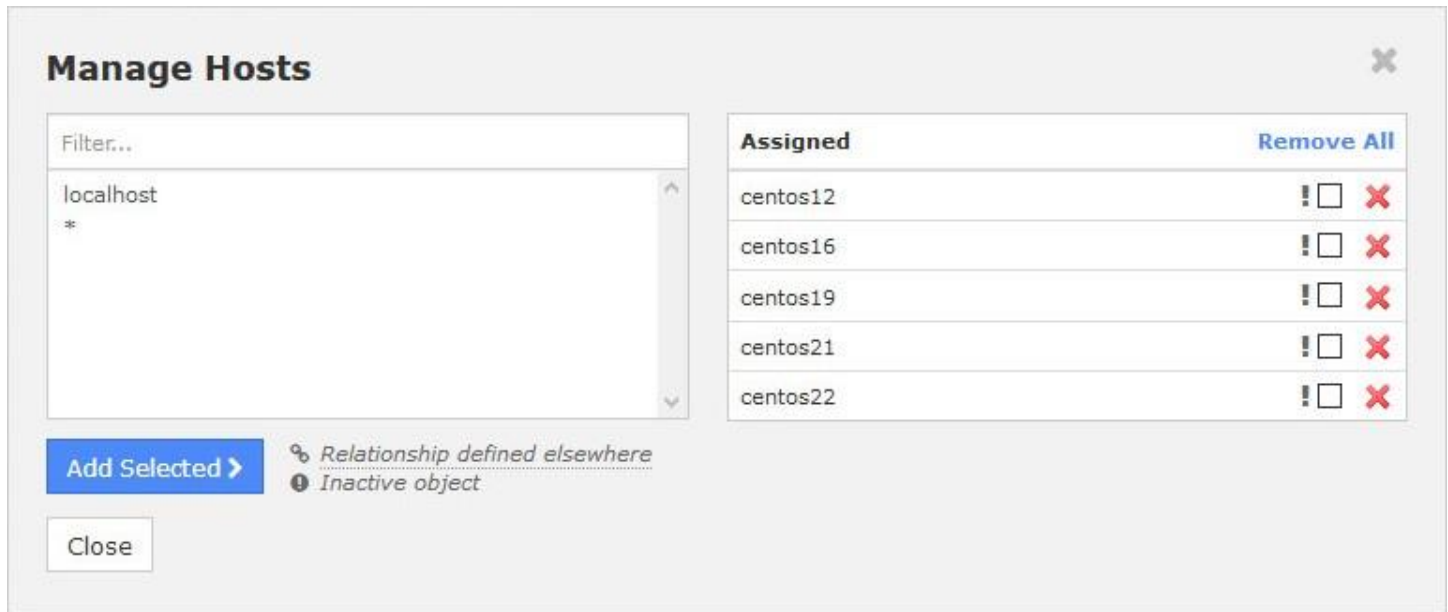 Manage Hosts
Filter...
localhost
*
Assigned Remove All
centos12 !
centos16 !
centos19 !
centos21 !
centos22 !
Add Selected
Relationship defined elsewhere
Inactive object
Close